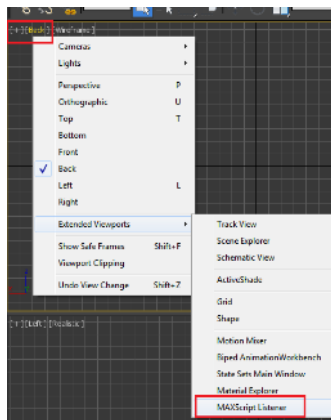 [+][Back][Wireframe]
Cameras
Lights
Perspective P
Orthographic U
Top T
Bottom
Front
Back
Left L
Right
Extended Viewports
Show Safe Frames Shift+F
Viewport Clipping
Undo View Change Shift+Z
Track View
Scene Explorer
Schematic View
ActiveShade
Grid
Shape
Motion Mixer
Biped AnimationWorkbench
State Sets Main Window
Material Explorer
MAXScript Listener
[+][Left][Realistic]